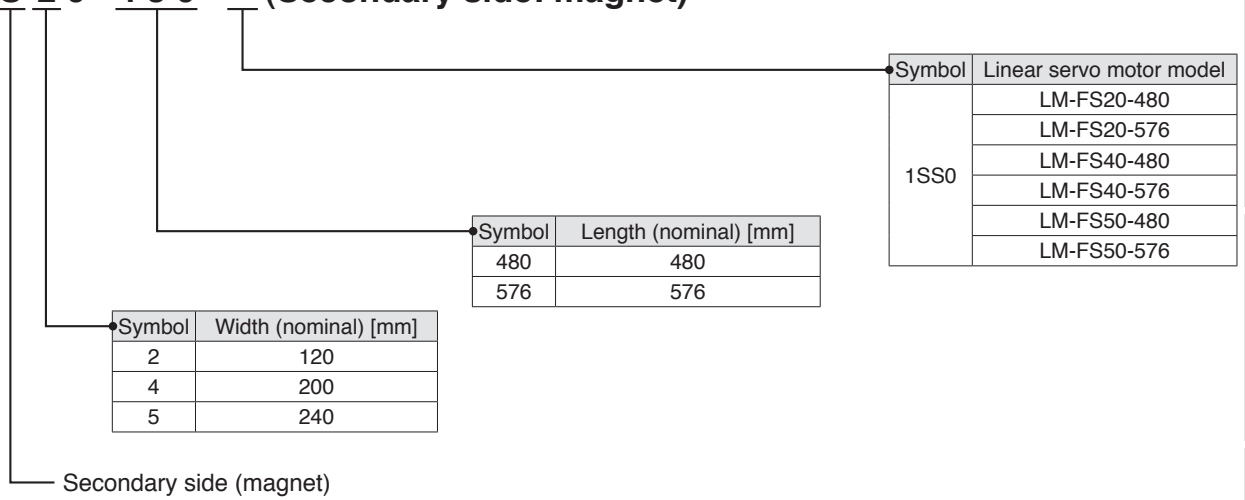 (Secondary side: magnet)
Symbol Linear servo motor model
1SS0
LM-FS20-480
LM-FS20-576
LM-FS40-480
LM-FS40-576
LM-FS50-480
LM-FS50-576
Symbol Length (nominal) [mm]
480 480
576 576
Symbol Width (nominal) [mm]
2 120
4 200
5 240
Secondary side (magnet)